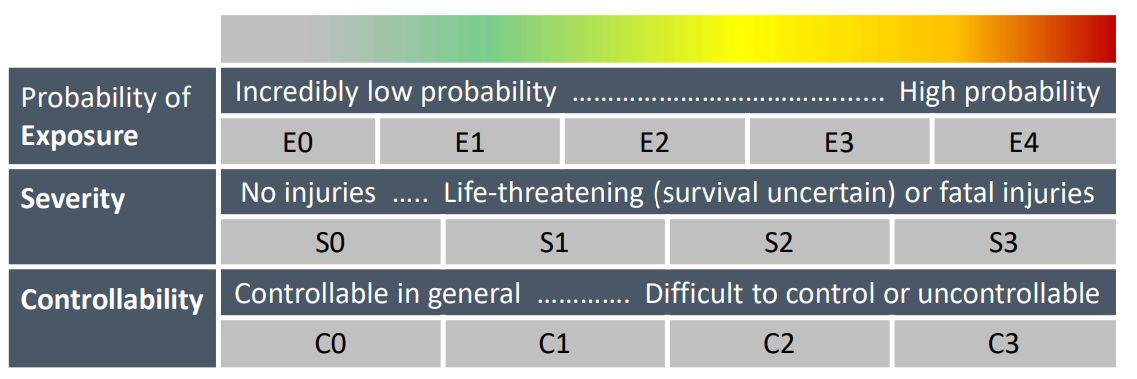 Probability of
Exposure
Incredibly low probability ………………………………...... High probability
E0 E1 E2 E3 E4
Severity
No injuries ….. Life-threatening (survival uncertain) or fatal injuries
S0 S1 S2 S3
Controllability
Controllable in general …………. Difficult to control or uncontrollable
C0 C1 C2 C3